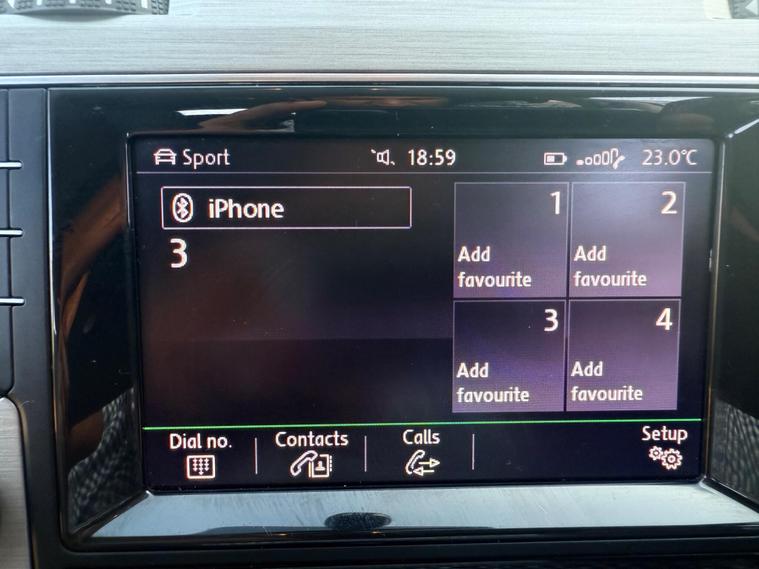 Sport 18:59 23.0°C
iPhone
3
1
Add
favourite
2
Add
favourite
3
Add
favourite
4
Add
favourite
Dial no. Contacts Calls Setup